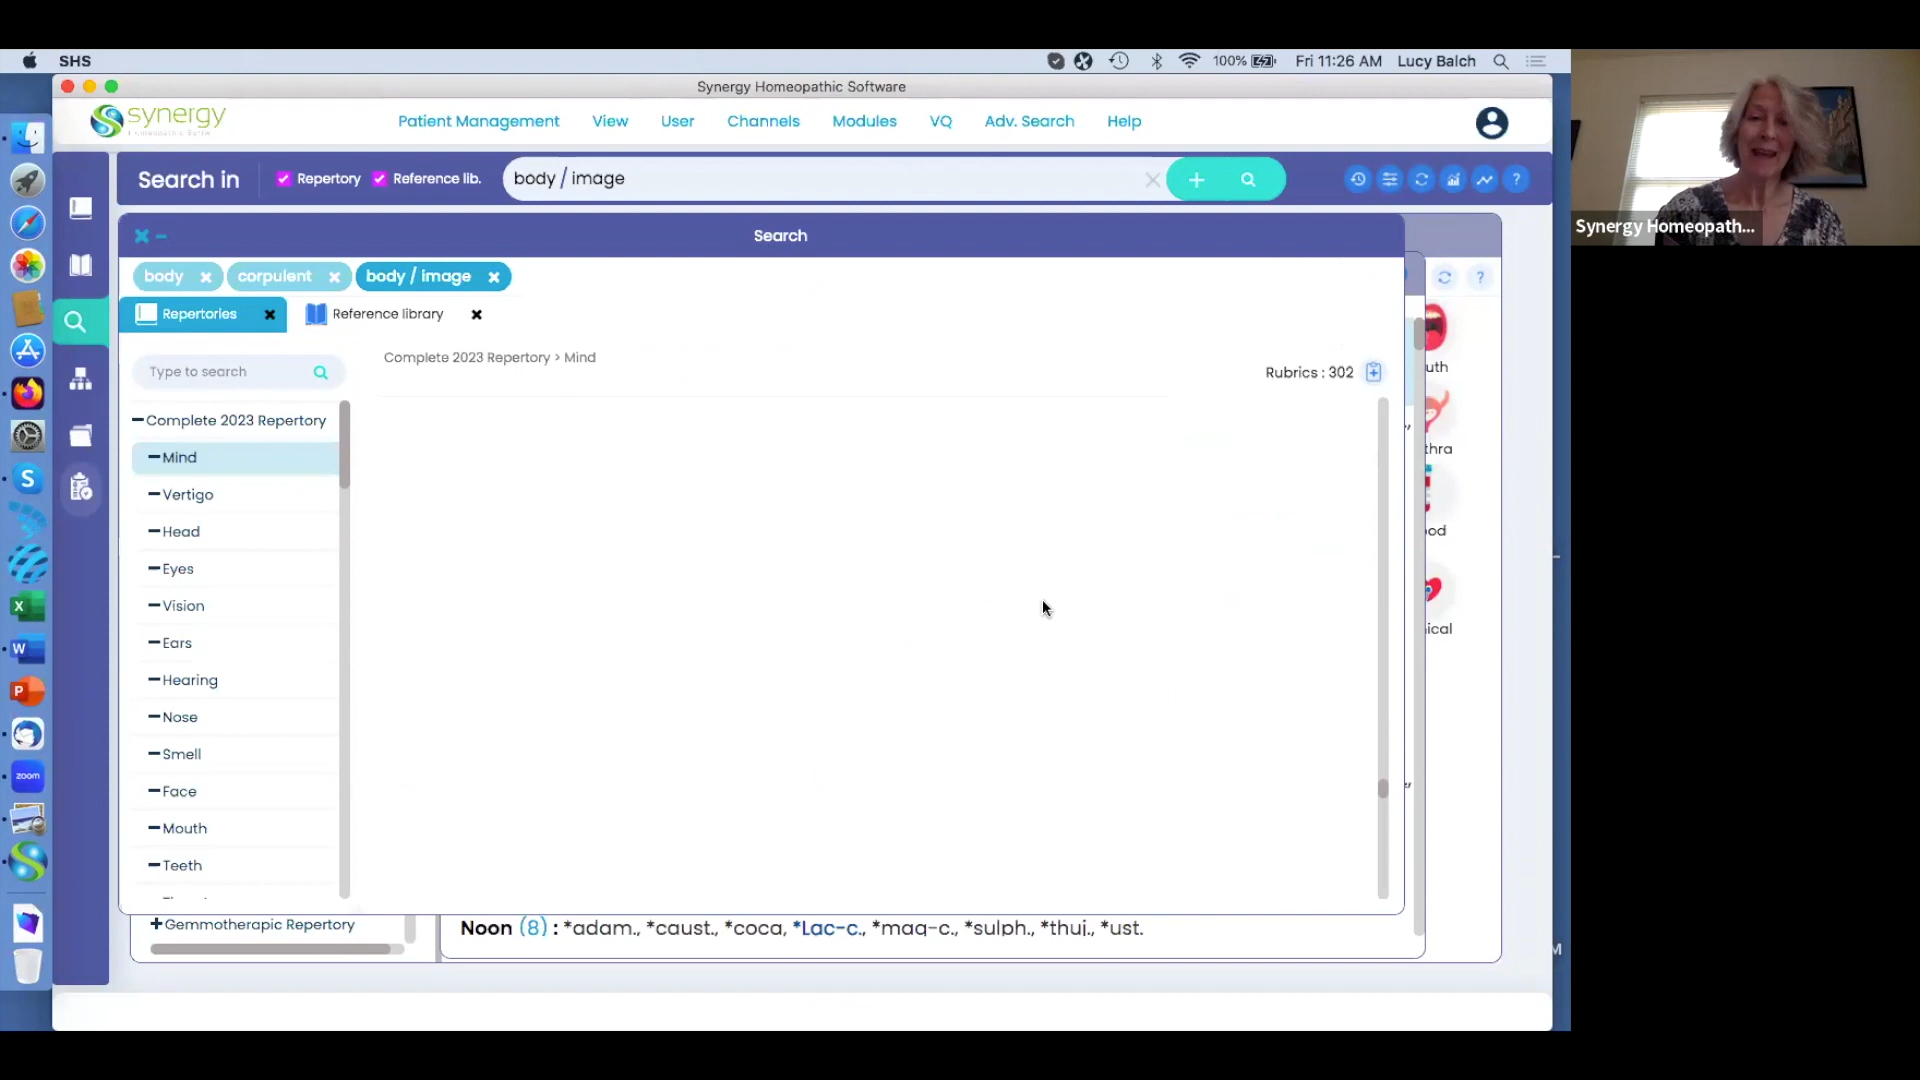 SHS
100%
Fri 11:26 AM
Lucy Balch
Synergy Homeopathic Software
synergy
Patient Management
View
User
Channels
Modules
VQ
Adv. Search
Help
Search in
Repertory
Reference lib.
body / image
Search
body
corpulent
body / image
Repertories
Reference library
Type to search
Complete 2023 Repertory > Mind
Rubrics : 302
Complete 2023 Repertory
Mind
Vertigo
Head
Eyes
Vision
Ears
Hearing
Nose
Smell
Face
Mouth
Teeth
Gemmotherapic Repertory
Noon (8) : *adam., *caust., *coca, *Lac-c., *mag-c., *sulph., *thuj., *ust.
uth
thra
ood
ical
zoom
Synergy Homeopath...